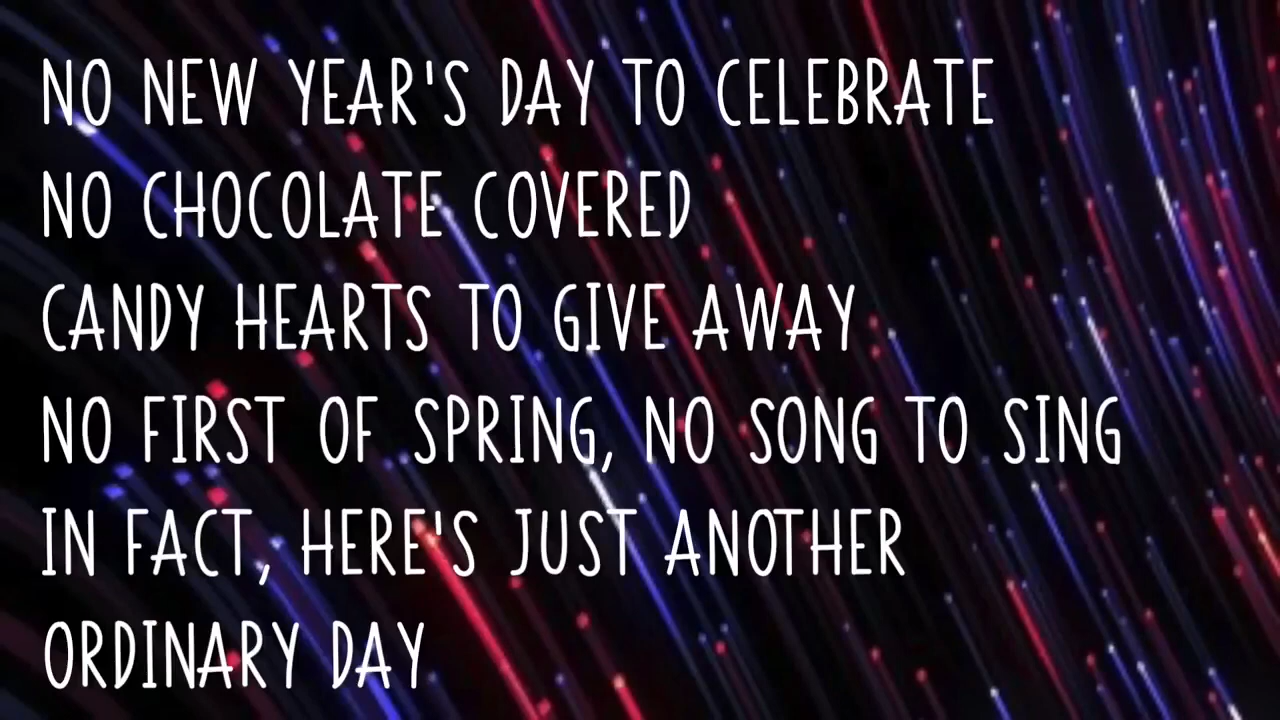 NO NEW YEAR'S DAY TO CELEBRATE
NO CHOCOLATE COVERED
CANDY HEARTS TO GIVE AWAY
NO FIRST OF SPRING, NO SONG TO SING
IN FACT, HERE'S JUST ANOTHER
ORDINARY DAY